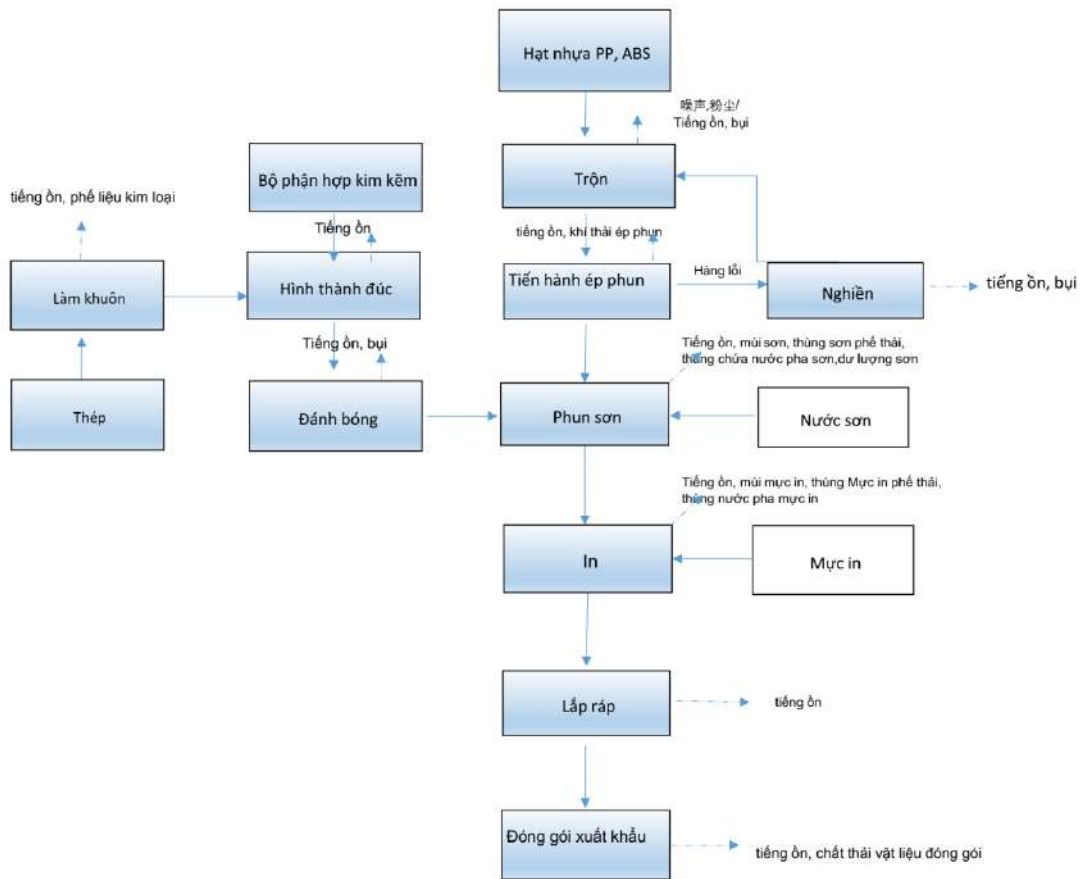 Hạt nhựa PP, ABS
噪声,粉尘/
Tiếng ồn, bụi
Trộn
Bộ phận hợp kim kẽm
tiếng ồn, phế liệu kim loại
Tiếng ồn
tiếng ồn, khí thải ép phun
Làm khuôn
Hình thành đúc
Tiến hành ép phun
Hàng lỗi
Nghiền
tiếng ồn, bụi
Tiếng ồn, bụi
Tiếng ồn, mùi sơn, thùng sơn phế thải,
thùng chứa nước pha sơn,dư lượng sơn
Thép
Đánh bóng
Phun sơn
Nước sơn
Tiếng ồn, mùi mực in, thùng Mực in phế thải,
thùng nước pha mực in
In
Mực in
Lắp ráp
tiếng ồn
Đóng gói xuất khẩu
tiếng ồn, chất thải vật liệu đóng gói